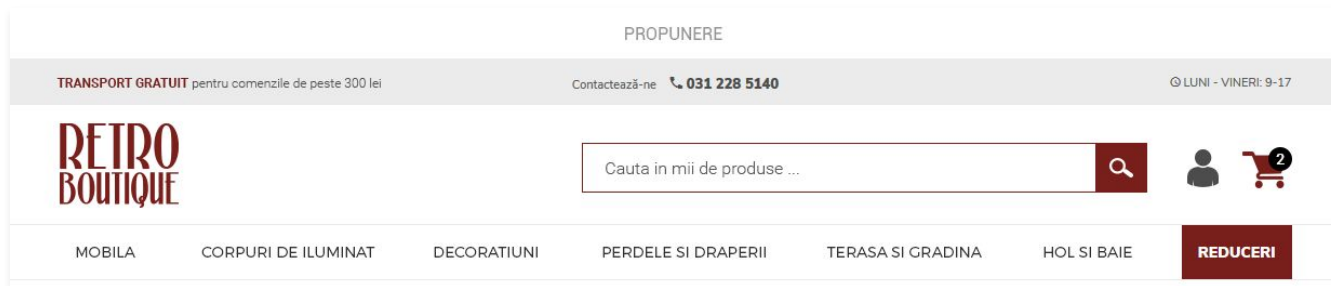 PROPUNERE
TRANSPORT GRATUIT pentru comenzile de peste 300 lei
Contactează-ne 031 228 5140
LUNI - VINERI: 9-17
RETRO
BOUTIQUE
Cauta in mii de produse ...
2
MOBILA
CORPURI DE ILUMINAT
DECORATIUNI
PERDELE SI DRAPERII
TERASA SI GRADINA
HOL SI BAIE
REDUCERI